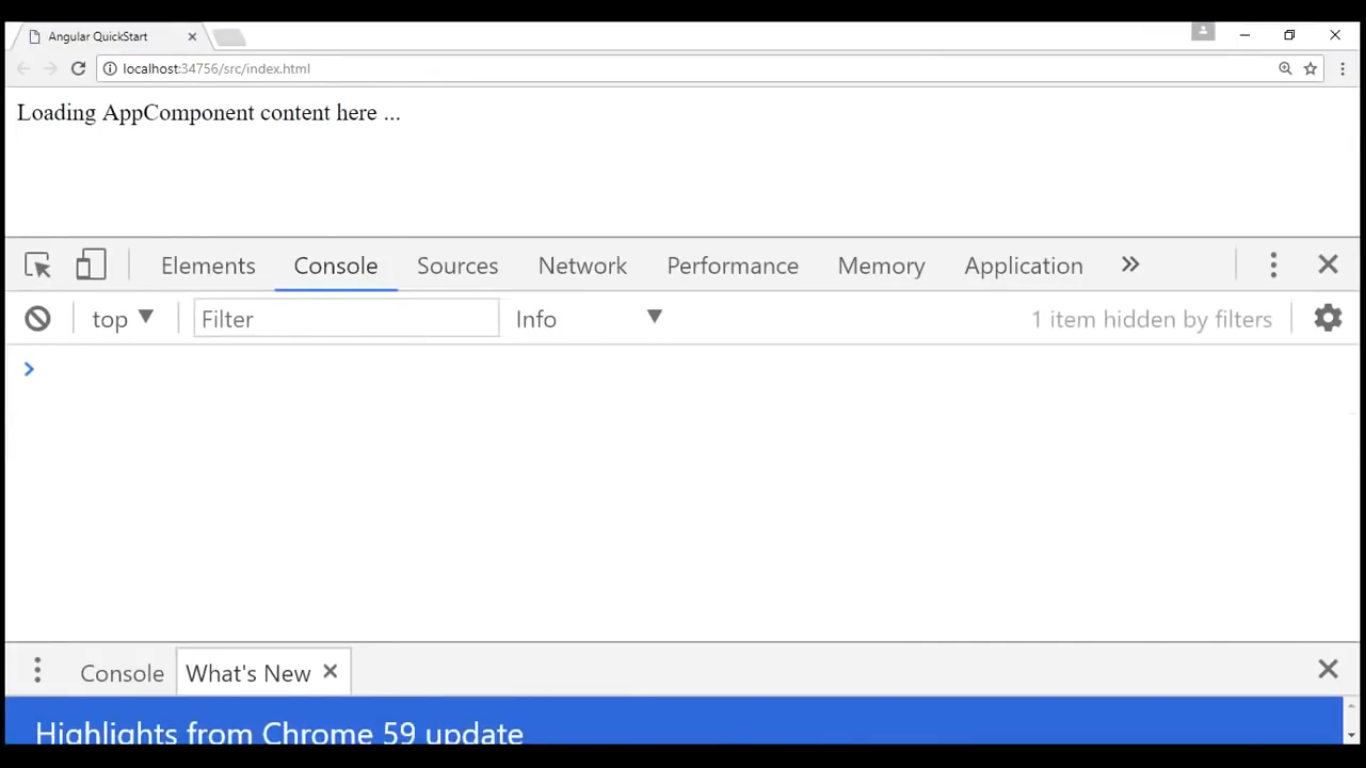 Angular QuickStart
localhost:34756/src/index.html
Loading AppComponent content here ...
Elements Console Sources Network Performance Memory Application
top Filter Info 1 item hidden by filters
Console What's New
Highlights from Chrome 59 update